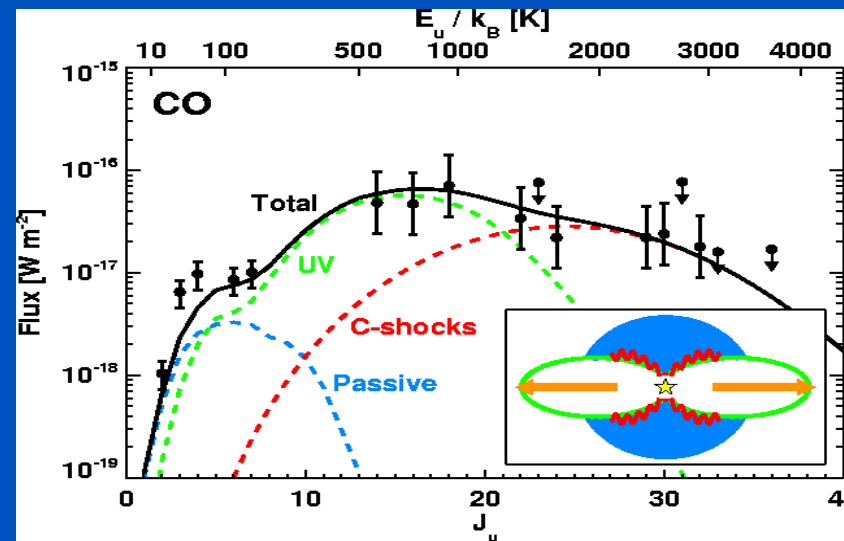 E_u / k_B [K]
10 100 500 1000 2000 3000 4000
10^-15
CO
10^-16
Total
UV
10^-17
C-shocks
Passive
10^-18
10^-19
Flux [W m^-2]
0 10 20 30 4
J_u